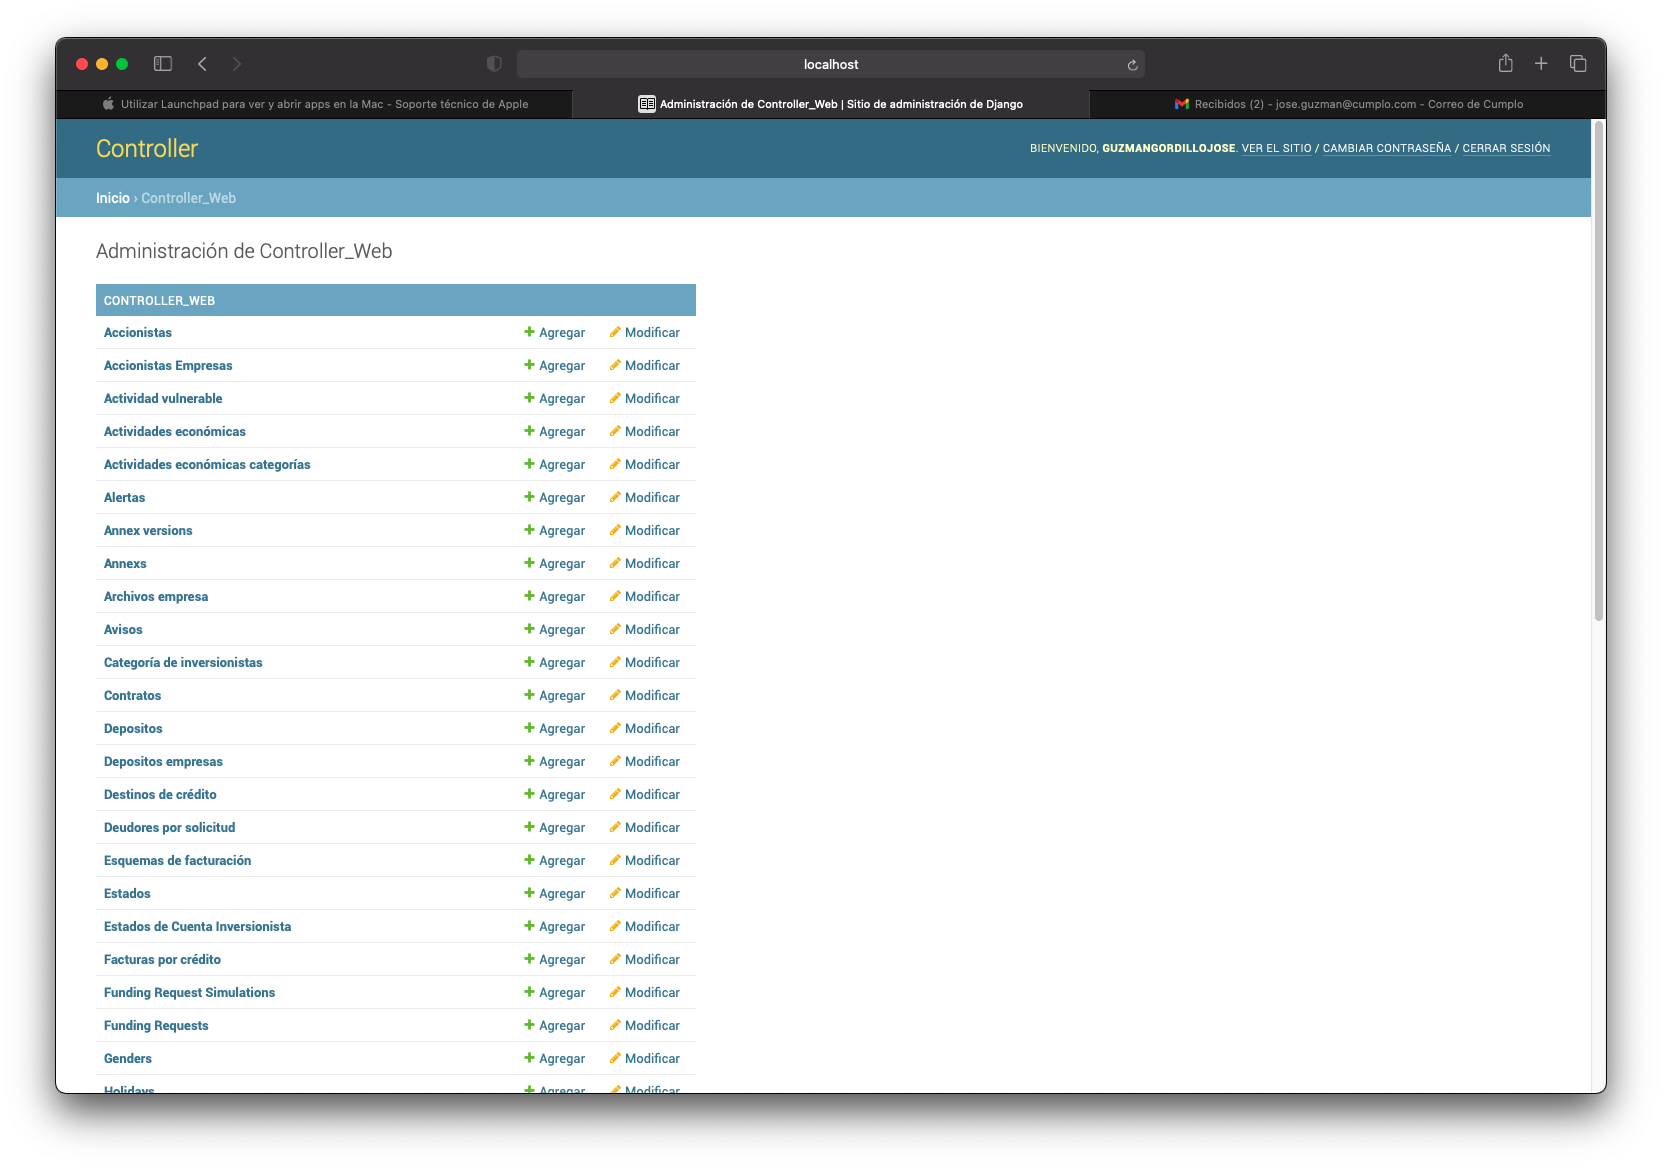 localhost
Utilizar Launchpad para ver y abrir apps en la Mac - Soporte técnico de Apple
Administración de Controller_Web | Sitio de administración de Django
Recibidos (2) - jose.guzman@cumplo.com - Correo de Cumplo
Controller
BIENVENIDO, GUZMANGORDILLOJOSE. VER EL SITIO / CAMBIAR CONTRASEÑA / CERRAR SESIÓN
Inicio › Controller_Web
Administración de Controller_Web
CONTROLLER_WEB
Accionistas Agregar Modificar
Accionistas Empresas Agregar Modificar
Actividad vulnerable Agregar Modificar
Actividades económicas Agregar Modificar
Actividades económicas categorías Agregar Modificar
Alertas Agregar Modificar
Annex versions Agregar Modificar
Annexs Agregar Modificar
Archivos empresa Agregar Modificar
Avisos Agregar Modificar
Categoría de inversionistas Agregar Modificar
Contratos Agregar Modificar
Depositos Agregar Modificar
Depositos empresas Agregar Modificar
Destinos de crédito Agregar Modificar
Deudores por solicitud Agregar Modificar
Esquemas de facturación Agregar Modificar
Estados Agregar Modificar
Estados de Cuenta Inversionista Agregar Modificar
Facturas por crédito Agregar Modificar
Funding Request Simulations Agregar Modificar
Funding Requests Agregar Modificar
Genders Agregar Modificar
Holidays Agregar Modificar